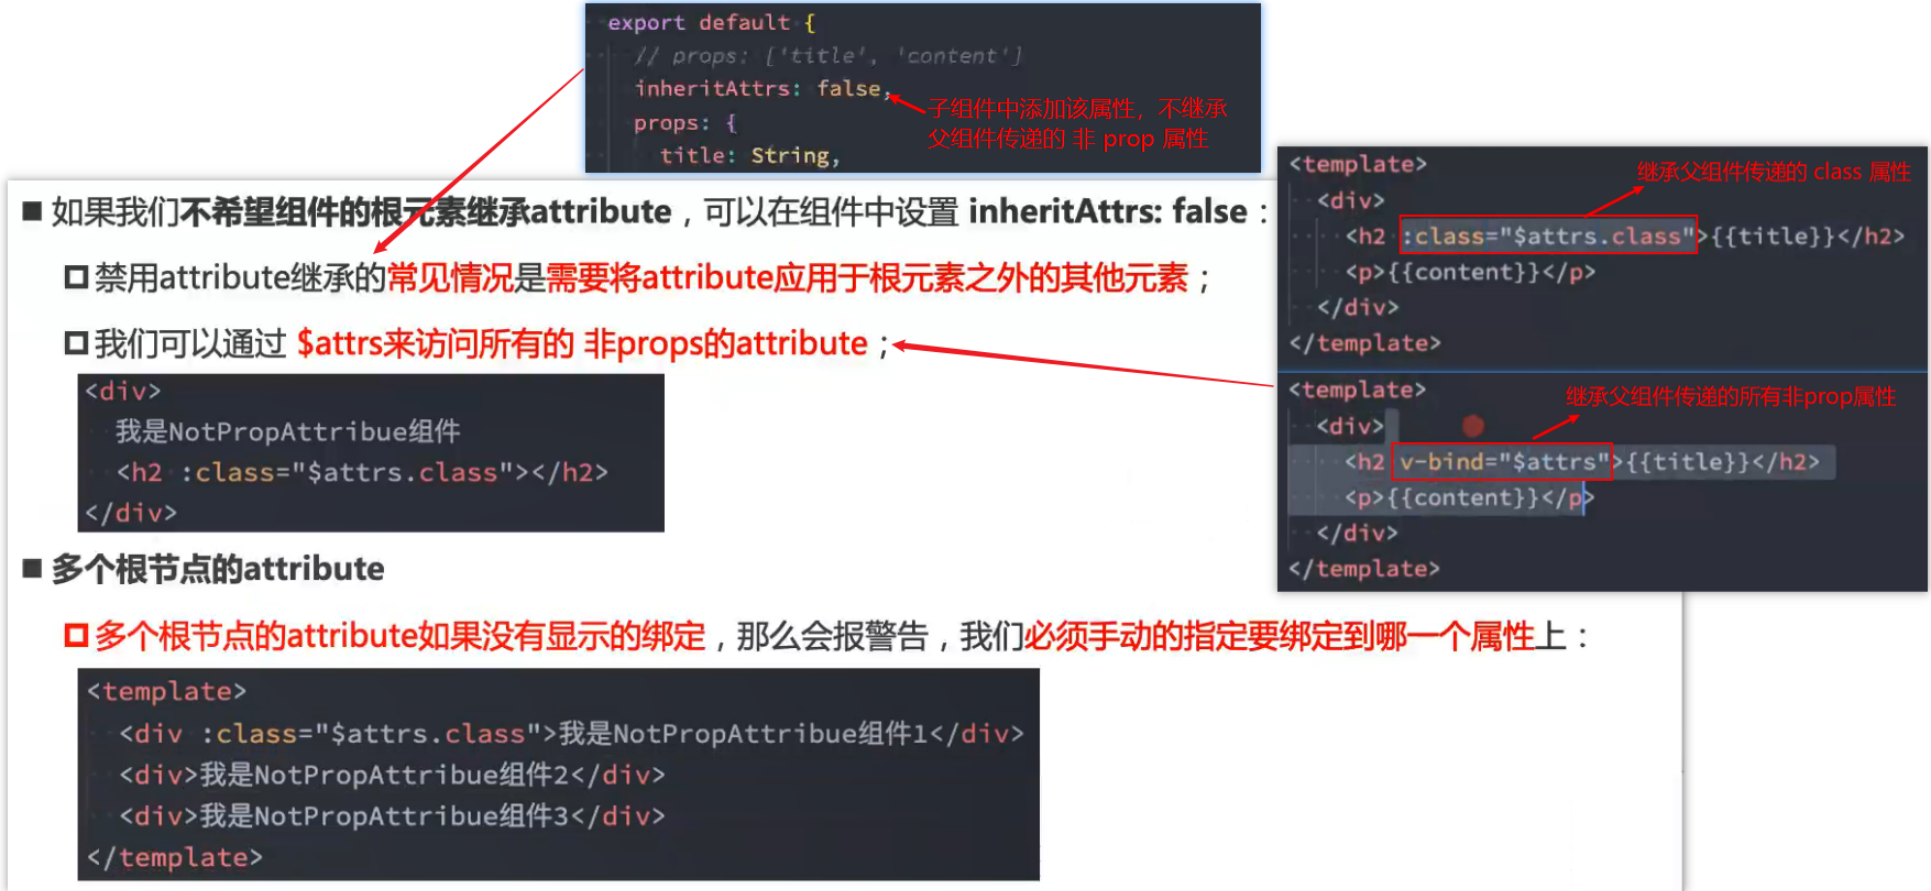 export default {
// props: ['title', 'content']
inheritAttrs: false,
props: {
title: String,
子组件中添加该属性，不继承
父组件传递的 非 prop 属性
■ 如果我们不希望组件的根元素继承attribute，可以在组件中设置 inheritAttrs: false：
禁用attribute继承的常见情况是需要将attribute应用于根元素之外的其他元素；
我们可以通过 $attrs来访问所有的 非props的attribute；
<div>
我是NotPropAttribue组件
<h2 :class="$attrs.class"></h2>
</div>
<template>
继承父组件传递的 class 属性
<div>
<h2 :class="$attrs.class">{{title}}</h2>
<p>{{content}}</p>
</div>
</template>
<template>
继承父组件传递的所有非prop属性
<div>
<h2 v-bind="$attrs">{{title}}</h2>
<p>{{content}}</p>
</div>
</template>
■ 多个根节点的attribute
多个根节点的attribute如果没有显示的绑定，那么会报警告，我们必须手动的指定要绑定到哪一个属性上：
<template>
<div :class="$attrs.class">我是NotPropAttribue组件1</div>
<div>我是NotPropAttribue组件2</div>
<div>我是NotPropAttribue组件3</div>
</template>